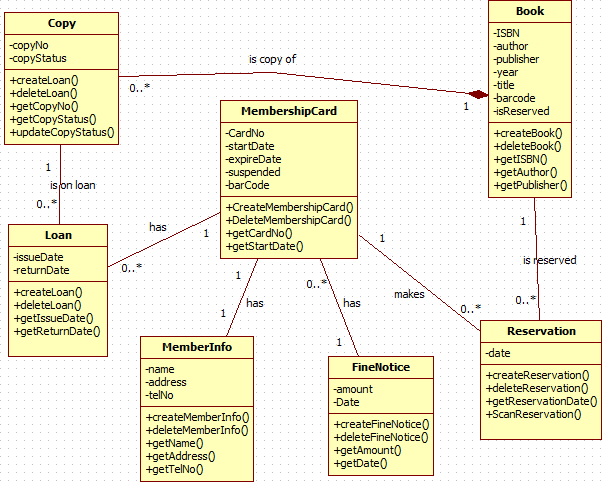 Copy
-copyNo
-copyStatus
+createLoan()
+deleteLoan()
+getCopyNo()
+getCopyStatus()
+updateCopyStatus()
is copy of
0..*
1
Book
-ISBN
-author
-publisher
-year
-title
-barcode
-isReserved
+createBook()
+deleteBook()
+getISBN()
+getAuthor()
+getPublisher()
MembershipCard
-CardNo
-startDate
-expireDate
-suspended
-barCode
+CreateMembershipCard()
+DeleteMembershipCard()
+getCardNo()
+getStartDate()
1
is on loan
0..*
Loan
-issueDate
-returnDate
+createLoan()
+deleteLoan()
+getIssueDate()
+getReturnDate()
has
1
0..*
1
has
1
0..*
has
1
1
makes
0..*
1
is reserved
0..*
MemberInfo
-name
-address
-telNo
+createMemberInfo()
+deleteMemberInfo()
+getName()
+getAddress()
+getTelNo()
FineNotice
-amount
-Date
+createFineNotice()
+deleteFineNotice()
+getAmount()
+getDate()
Reservation
-date
+createReservation()
+deleteReservation()
+getReservationDate()
+ScanReservation()